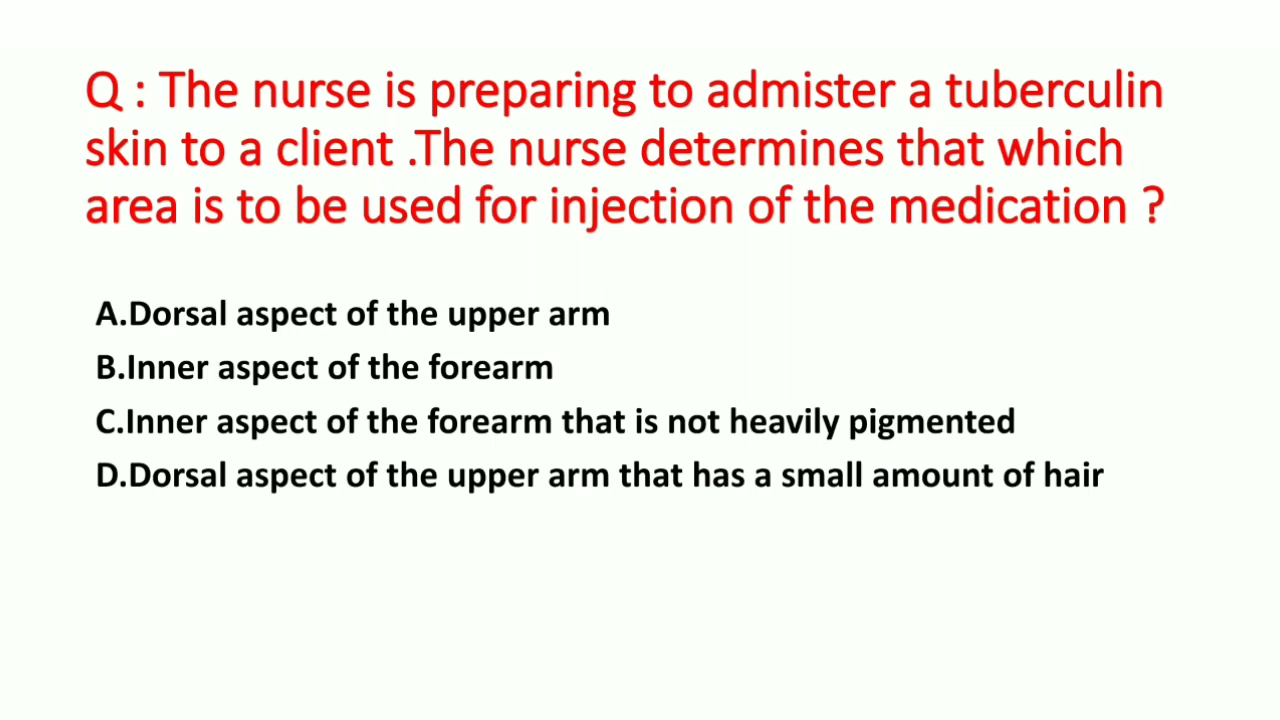 Q : The nurse is preparing to admister a tuberculin
skin to a client .The nurse determines that which
area is to be used for injection of the medication ?
A.Dorsal aspect of the upper arm
B.Inner aspect of the forearm
C.Inner aspect of the forearm that is not heavily pigmented
D.Dorsal aspect of the upper arm that has a small amount of hair